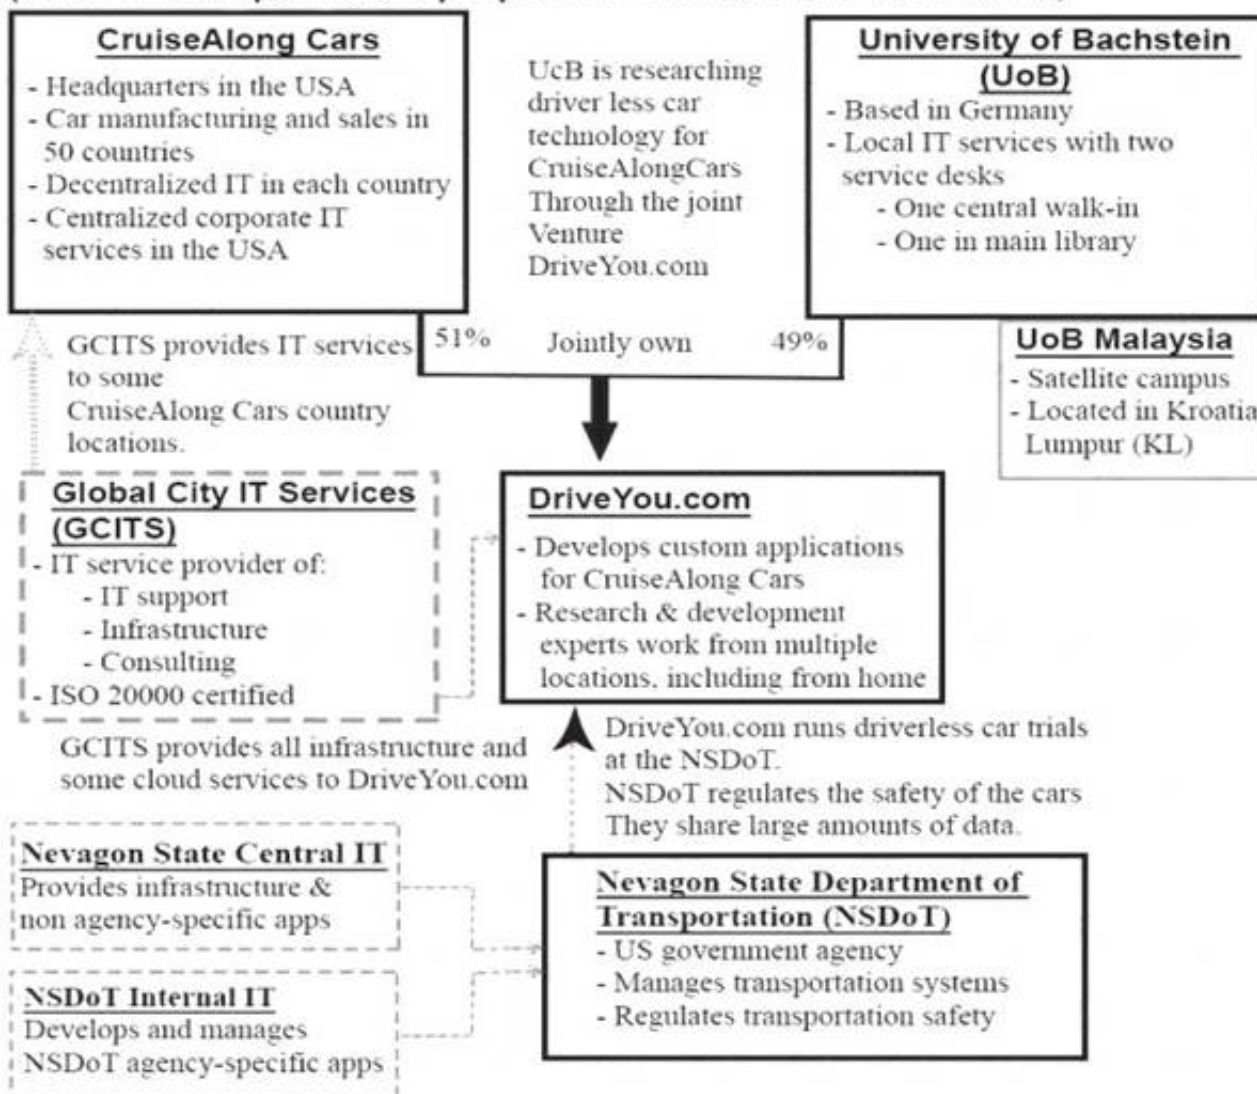 CruiseAlong Cars
- Headquarters in the USA
- Car manufacturing and sales in
50 countries
- Decentralized IT in each country
- Centralized corporate IT
services in the USA
UcB is researching
driver less car
technology for
CruiseAlongCars
Through the joint
Venture
DriveYou.com
University of Bachstein
(UoB)
- Based in Germany
- Local IT services with two
service desks
- One central walk-in
- One in main library
51% Jointly own 49%
UoB Malaysia
- Satellite campus
- Located in Kroatia
Lumpur (KL)
GCITS provides IT services
to some
CruiseAlong Cars country
locations.
Global City IT Services
(GCITS)
- IT service provider of:
- IT support
- Infrastructure
- Consulting
- ISO 20000 certified
DriveYou.com
- Develops custom applications
for CruiseAlong Cars
- Research & development
experts work from multiple
locations, including from home
GCITS provides all infrastructure and
some cloud services to DriveYou.com
DriveYou.com runs driverless car trials
at the NSDoT.
NSDoT regulates the safety of the cars
They share large amounts of data.
Nevagon State Central IT
Provides infrastructure &
non agency-specific apps
NSDoT Internal IT
Develops and manages
NSDoT agency-specific apps
Nevagon State Department of
Transportation (NSDoT)
- US government agency
- Manages transportation systems
- Regulates transportation safety